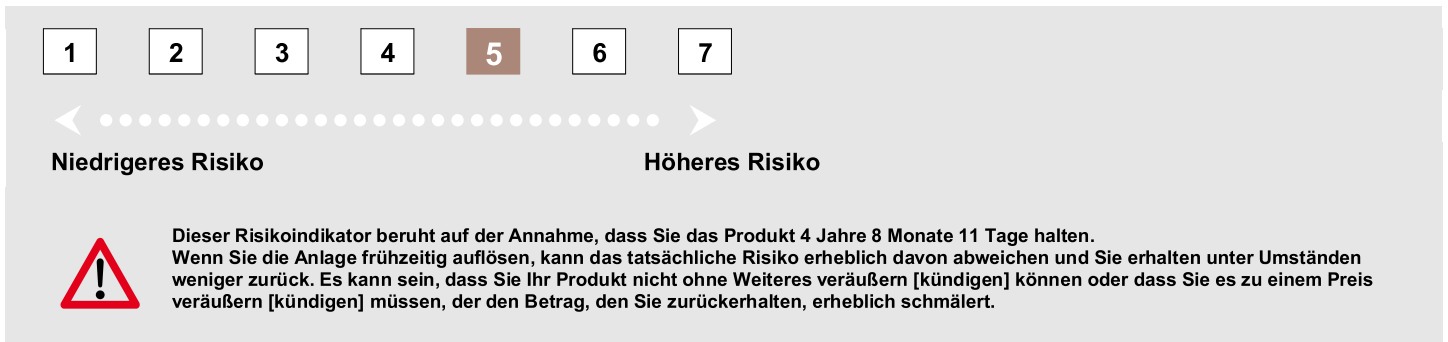 1 2 3 4 5 6 7
Niedrigeres Risiko Höheres Risiko
Dieser Risikoindikator beruht auf der Annahme, dass Sie das Produkt 4 Jahre 8 Monate 11 Tage halten.
Wenn Sie die Anlage frühzeitig auflösen, kann das tatsächliche Risiko erheblich davon abweichen und Sie erhalten unter Umständen
weniger zurück. Es kann sein, dass Sie Ihr Produkt nicht ohne Weiteres veräußern [kündigen] können oder dass Sie es zu einem Preis
veräußern [kündigen] müssen, der den Betrag, den Sie zurückerhalten, erheblich schmälert.